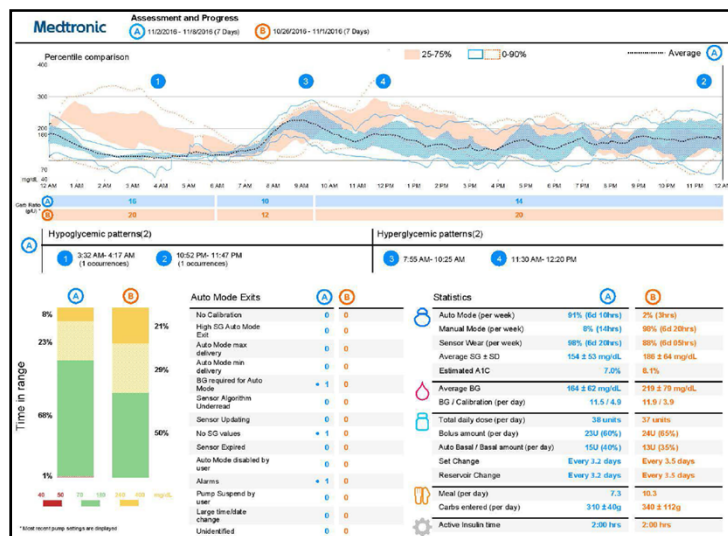 Medtronic
Assessment and Progress
A 11/2/2016 - 11/8/2016 (7 Days) B 10/26/2016 - 11/1/2016 (7 Days)
Percentile comparison
25-75% 0-90% Average A
400
300
200
100
70
40
mg/dL
1 3 4 2
12 AM 1 AM 2 AM 3 AM 4 AM 5 AM 6 AM 7 AM 8 AM 9 AM 10 AM 11 AM 12 PM 1 PM 2 PM 3 PM 4 PM 5 PM 6 PM 7 PM 8 PM 9 PM 10 PM 11 PM 12 AM
Carb Ratio (g/U) *
A 16 10 14
B 20 12 20
A
Hypoglycemic patterns(2)
1 3:32 AM- 4:17 AM
(1 occurrences)
2 10:52 PM- 11:47 PM
(1 occurrences)
Hyperglycemic patterns(2)
3 7:55 AM- 10:25 AM
4 11:30 AM- 12:20 PM
Time in range
A B
8% 21%
23% 29%
68% 50%
1%
mg/dL
* Most recent pump settings are displayed
Auto Mode Exits A B
No Calibration 0 0
High SG Auto Mode Exit 0 0
Auto Mode max delivery 0 0
Auto Mode min delivery 0 0
BG required for Auto Mode 1 0
Sensor Algorithm Underread 0 0
Sensor Updating 0 0
No SG values 1 0
Sensor Expired 0 0
Auto Mode disabled by user 0 0
Alarms 1 0
Pump Suspend by user 0 0
Large time/date change 0 0
Unidentified 0 0
Statistics A B
Auto Mode (per week) 91% (6d 10hrs) 2% (3hrs)
Manual Mode (per week) 8% (14hrs) 98% (6d 20hrs)
Sensor Wear (per week) 98% (6d 20hrs) 88% (6d 05hrs)
Average SG ± SD 154 ± 53 mg/dL 186 ± 64 mg/dL
Estimated A1C 7.0% 8.1%
Average BG 164 ± 62 mg/dL 219 ± 79 mg/dL
BG / Calibration (per day) 11.5 / 4.9 11.9 / 3.9
Total daily dose (per day) 38 units 37 units
Bolus amount (per day) 23U (60%) 24U (65%)
Auto Basal / Basal amount (per day) 15U (40%) 13U (35%)
Set Change Every 3.2 days Every 3.5 days
Reservoir Change Every 3.2 days Every 3.5 days
Meal (per day) 7.3 10.3
Carbs entered (per day) 310 ± 40g 340 ± 112g
Active Insulin time 2:00 hrs 2:00 hrs